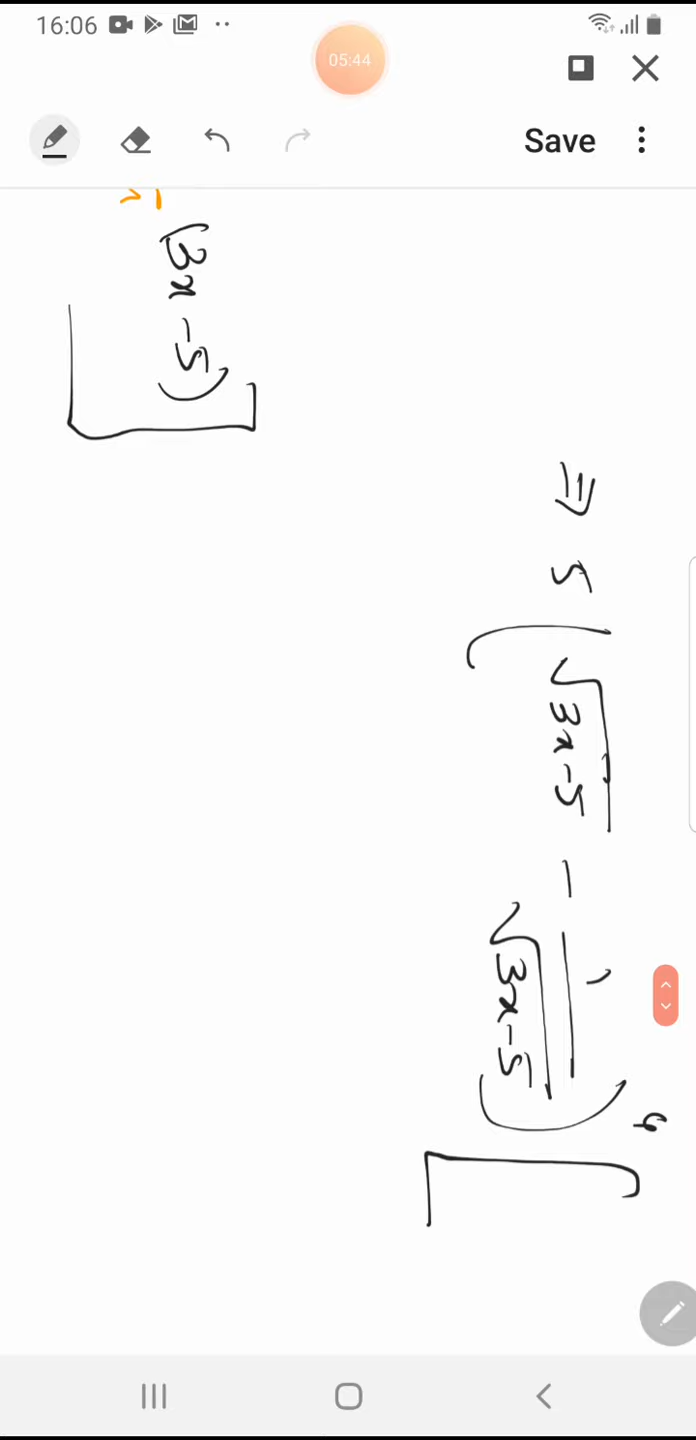 16:06
05:44
Save
(3x-5)]
⇒ 5(√3x-5 - 1/√3x-5)^4 [